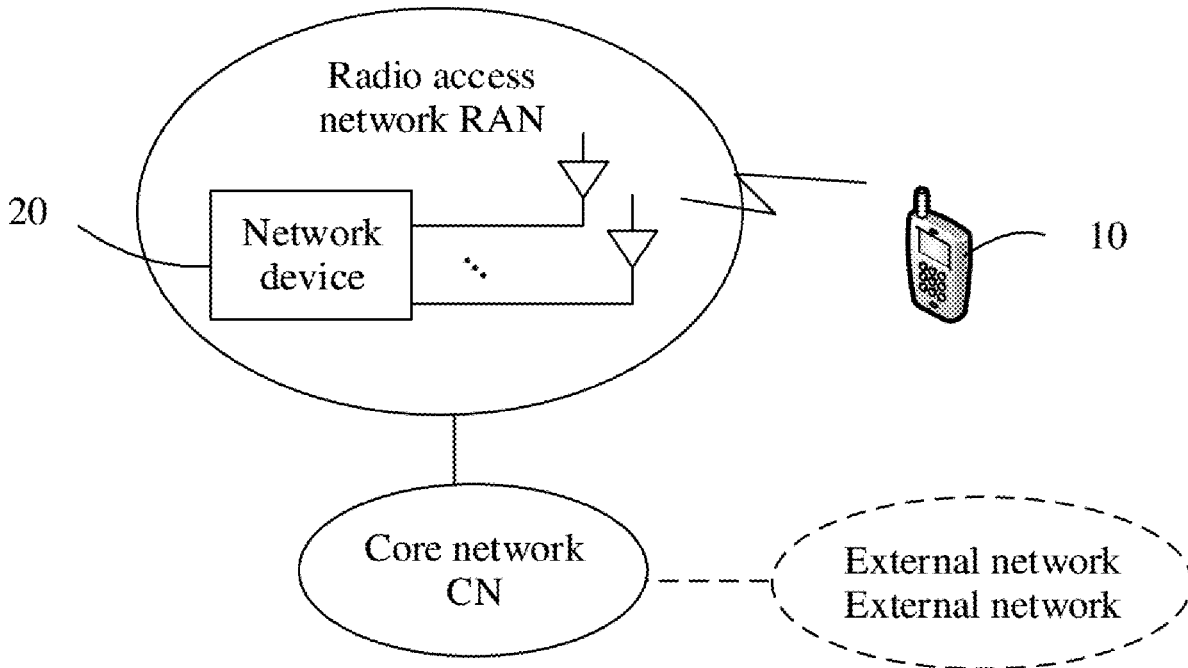 Radio access
network RAN
20
Network
device
10
Core network
CN
External network
External network